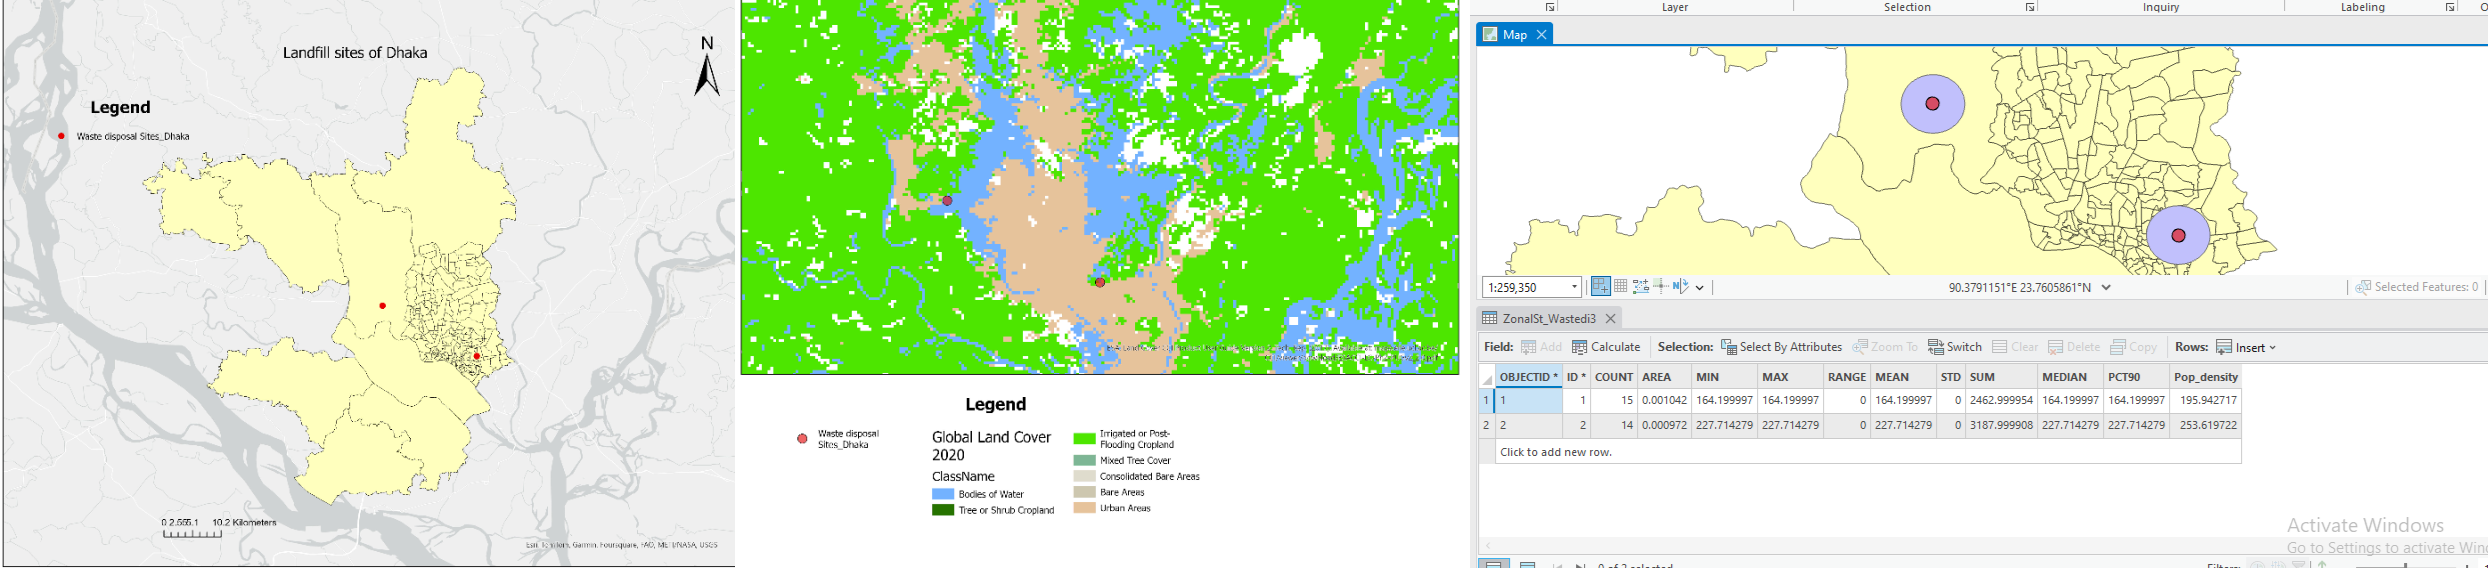 Landfill sites of Dhaka
N
Legend
Waste disposal Sites_Dhaka
0 2.55 5.1 10.2 Kilometers
Esri, TomTom, Garmin, Foursquare, FAO, METI/NASA, USGS
Legend
Waste disposal
Sites_Dhaka
Global Land Cover
2020
ClassName
Bodies of Water
Tree or Shrub Cropland
Irrigated or Post-
Flooding Cropland
Mixed Tree Cover
Consolidated Bare Areas
Bare Areas
Urban Areas
Layer Selection Inquiry Labeling
Map
1:259,350 90.3791151°E 23.7605861°N Selected Features: 0
ZonalSt_Wastedi3
Field: Add Calculate Selection: Select By Attributes Zoom To Switch Clear Delete Copy Rows: Insert
OBJECTID * ID * COUNT AREA MIN MAX RANGE MEAN STD SUM MEDIAN PCT90 Pop_density
1 1 1 15 0.001042 164.199997 164.199997 0 164.199997 0 2462.999954 164.199997 164.199997 195.942717
2 2 2 14 0.000972 227.714279 227.714279 0 227.714279 0 3187.999908 227.714279 227.714279 253.619722
Click to add new row.
Activate Windows
Go to Settings to activate Win
0 of 2 selected
Filters: